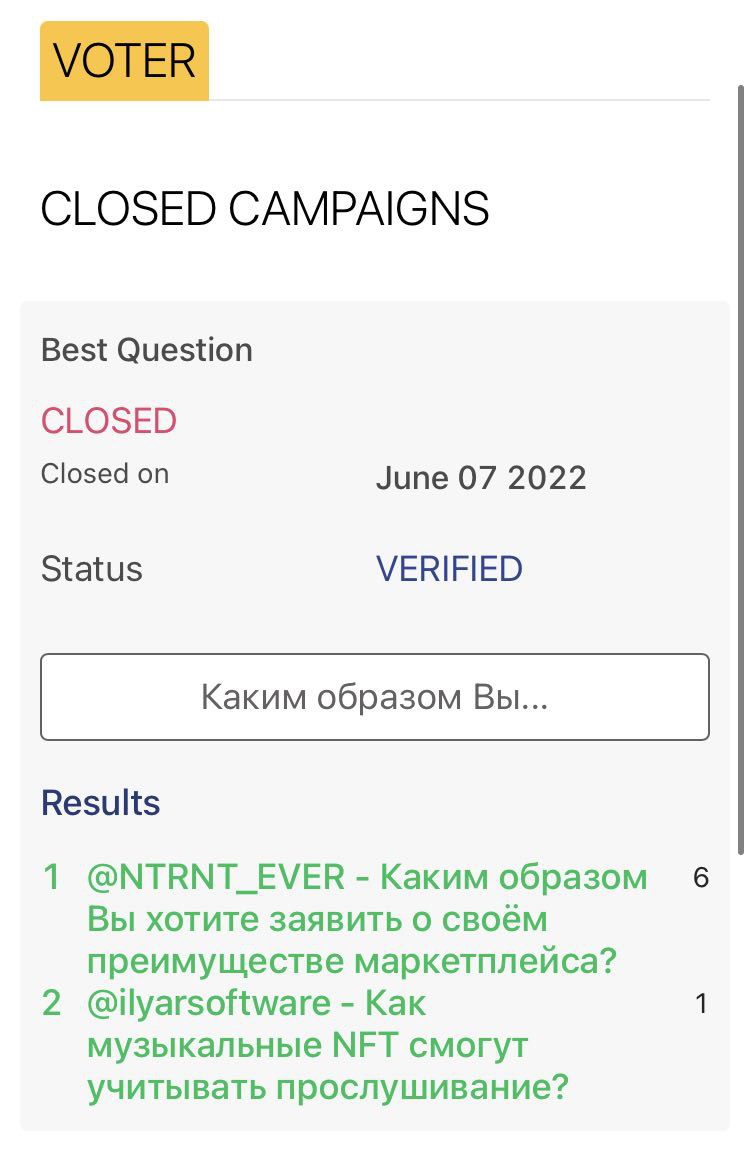 VOTER
CLOSED CAMPAIGNS
Best Question
CLOSED
Closed on June 07 2022
Status VERIFIED
Каким образом Вы...
Results
1 @NTRNT_EVER - Каким образом 6
Вы хотите заявить о своём
преимуществе маркетплейса?
2 @ilyarsoftware - Как 1
музыкальные NFT смогут
учитывать прослушивание?